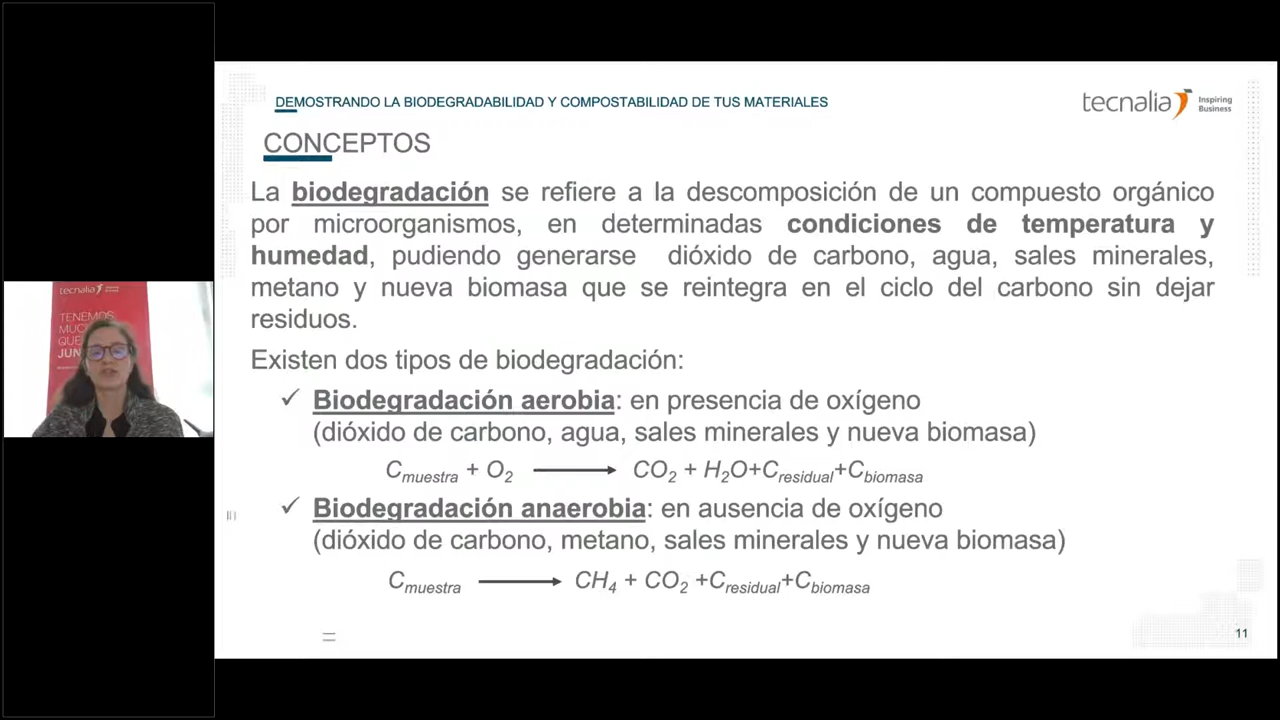 DEMOSTRANDO LA BIODEGRADABILIDAD Y COMPOSTABILIDAD DE TUS MATERIALES
tecnalia Inspiring Business
CONCEPTOS
La biodegradación se refiere a la descomposición de un compuesto orgánico
por microorganismos, en determinadas condiciones de temperatura y
humedad, pudiendo generarse dióxido de carbono, agua, sales minerales,
metano y nueva biomasa que se reintegra en el ciclo del carbono sin dejar
residuos.
Existen dos tipos de biodegradación:
✓ Biodegradación aerobia: en presencia de oxígeno
(dióxido de carbono, agua, sales minerales y nueva biomasa)
Cmuestra + O2 → CO2 + H2O+Cresidual+Cbiomasa
✓ Biodegradación anaerobia: en ausencia de oxígeno
(dióxido de carbono, metano, sales minerales y nueva biomasa)
Cmuestra → CH4 + CO2 +Cresidual+Cbiomasa
11
tecnalia
TENEMOS
MUC
QUE
JUN